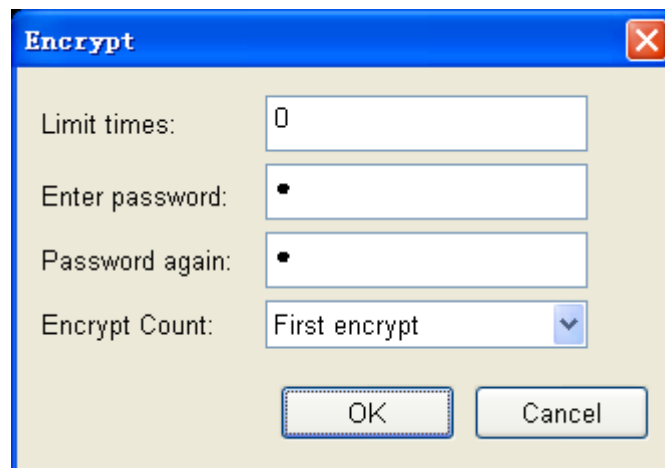 Encrypt
Limit times: 0
Enter password: •
Password again: •
Encrypt Count: First encrypt
OK Cancel